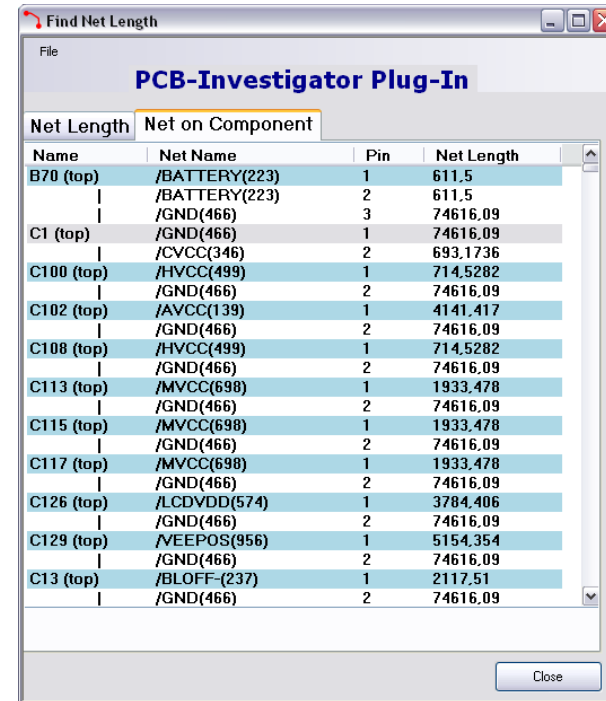 Find Net Length
File
PCB-Investigator Plug-In
Net Length Net on Component
Name Net Name Pin Net Length
B70 (top) /BATTERY(223) 1 611,5
| /BATTERY(223) 2 611,5
| /GND(466) 3 74616,09
C1 (top) /GND(466) 1 74616,09
| /CVCC(346) 2 693,1736
C100 (top) /HVCC(499) 1 714,5282
| /GND(466) 2 74616,09
C102 (top) /AVCC(139) 1 4141,417
| /GND(466) 2 74616,09
C108 (top) /HVCC(499) 1 714,5282
| /GND(466) 2 74616,09
C113 (top) /MVCC(698) 1 1933,478
| /GND(466) 2 74616,09
C115 (top) /MVCC(698) 1 1933,478
| /GND(466) 2 74616,09
C117 (top) /MVCC(698) 1 1933,478
| /GND(466) 2 74616,09
C126 (top) /LCDVDD(574) 1 3784,406
| /GND(466) 2 74616,09
C129 (top) /VEEPOS(956) 1 5154,354
| /GND(466) 2 74616,09
C13 (top) /BLOFF-(237) 1 2117,51
| /GND(466) 2 74616,09
Close